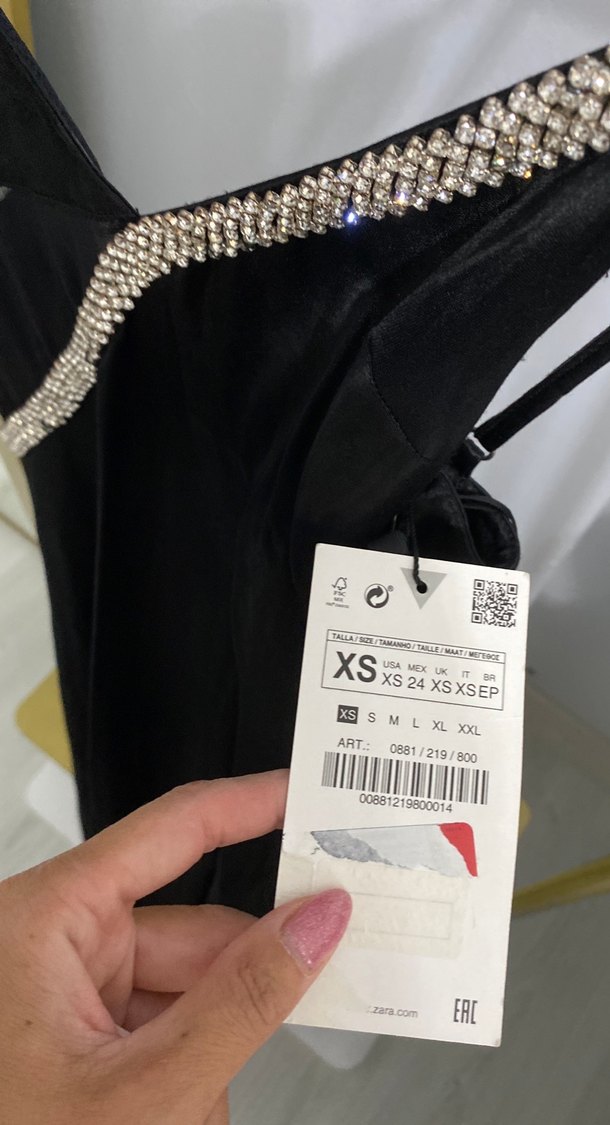 FSC
MIX
TALLA / SIZE / TAMANHO / TAILLE / MAAT / ΜΕΓΕΘΟΣ
XS USA XS MEX 24 UK XS IT XS BR EP
XS S M L XL XXL
ART.: 0881 / 219 / 800
00881219800014
.zara.com
EAC